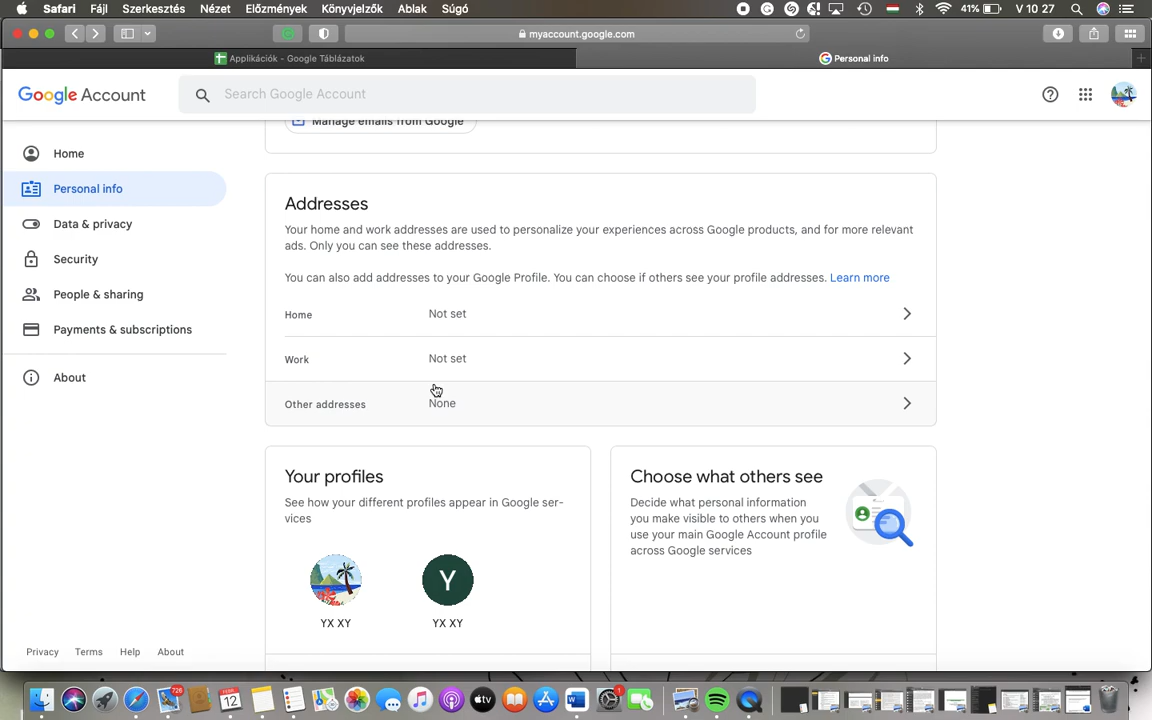 Safari Fájl Szerkesztés Nézet Előzmények Könyvjelzők Ablak Súgó 41% V 10 27
myaccount.google.com
Applikációk - Google Táblázatok
Personal info
Google Account
Search Google Account
Manage emails from Google
Home
Personal info
Data & privacy
Security
People & sharing
Payments & subscriptions
About
Addresses
Your home and work addresses are used to personalize your experiences across Google products, and for more relevant
ads. Only you can see these addresses.
You can also add addresses to your Google Profile. You can choose if others see your profile addresses. Learn more
Home Not set
Work Not set
Other addresses None
Your profiles
See how your different profiles appear in Google ser-
vices
Y
YX XY YX XY
Choose what others see
Decide what personal information
you make visible to others when you
use your main Google Account profile
across Google services
Privacy Terms Help About
726
FEBR
12
tv
1